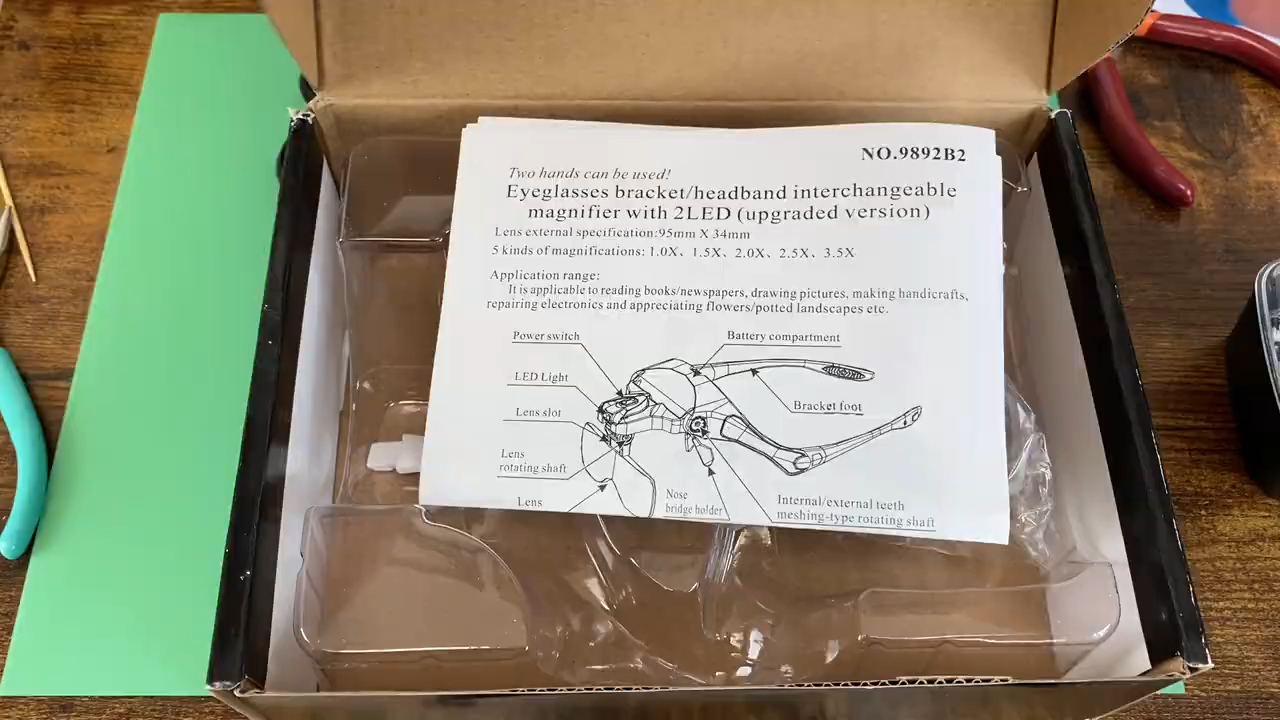 NO.9892B2
Two hands can be used!
Eyeglasses bracket/headband interchangeable
magnifier with 2LED (upgraded version)
Lens external specification:95mm X 34mm
5 kinds of magnifications: 1.0X、1.5X、2.0X、2.5X、3.5X
Application range:
It is applicable to reading books/newspapers, drawing pictures, making handicrafts,
repairing electronics and appreciating flowers/potted landscapes etc.
Power switch
Battery compartment
LED Light
Bracket foot
Lens slot
Lens
rotating shaft
Lens
Nose
bridge holder
Internal/external teeth
meshing-type rotating shaft